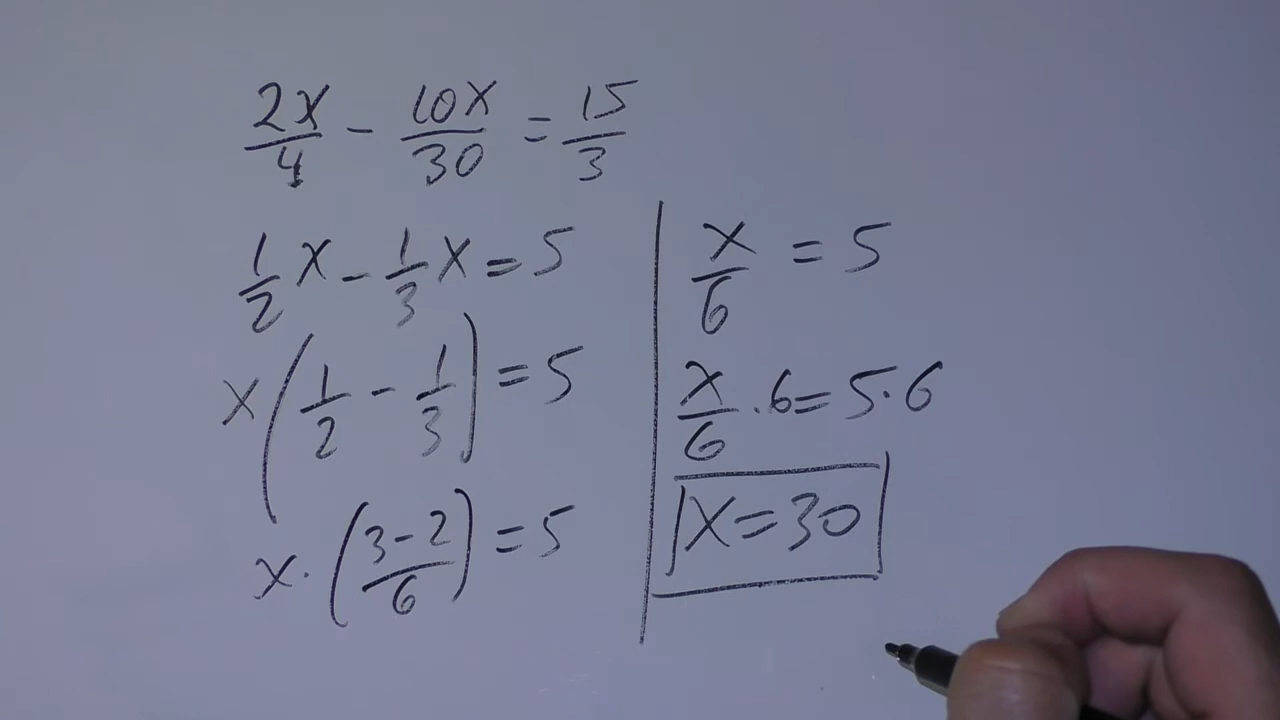 2x/4 - 10x/30 = 15/3
1/2 x - 1/3 x = 5
x(1/2 - 1/3) = 5
x·(3-2/6) = 5
x/6 = 5
x/6 .6 = 5·6
x = 30